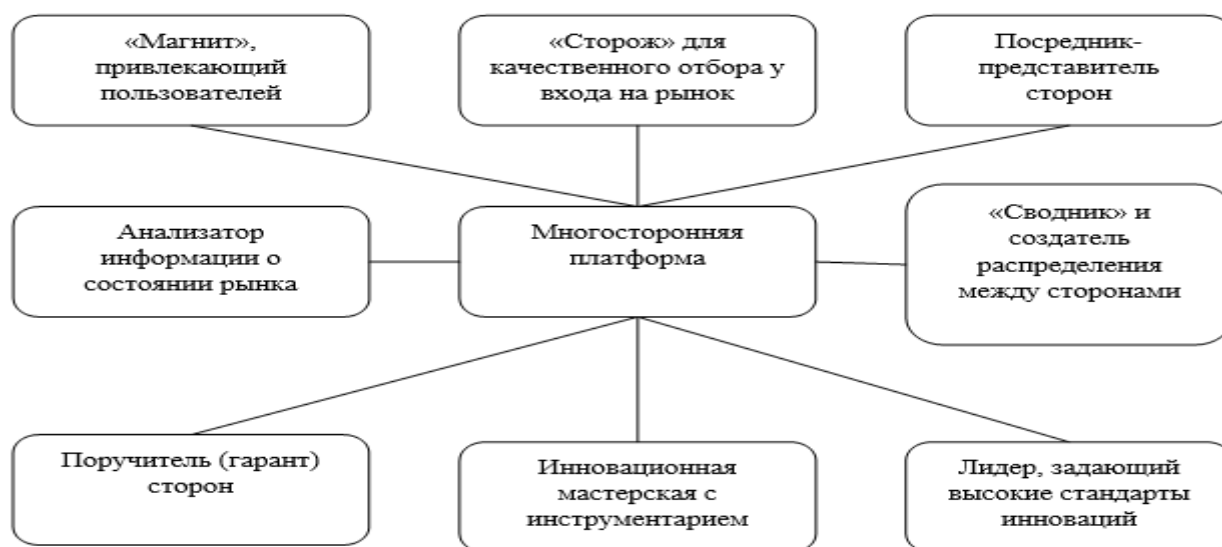 «Магнит»,
привлекающий
пользователей
«Сторож» для
качественного отбора у
входа на рынок
Посредник-
представитель
сторон
Анализатор
информации о
состоянии рынка
Многосторонняя
платформа
«Сводник» и
создатель
распределения
между сторонами
Поручитель (гарант)
сторон
Инновационная
мастерская с
инструментарием
Лидер, задающий
высокие стандарты
инноваций